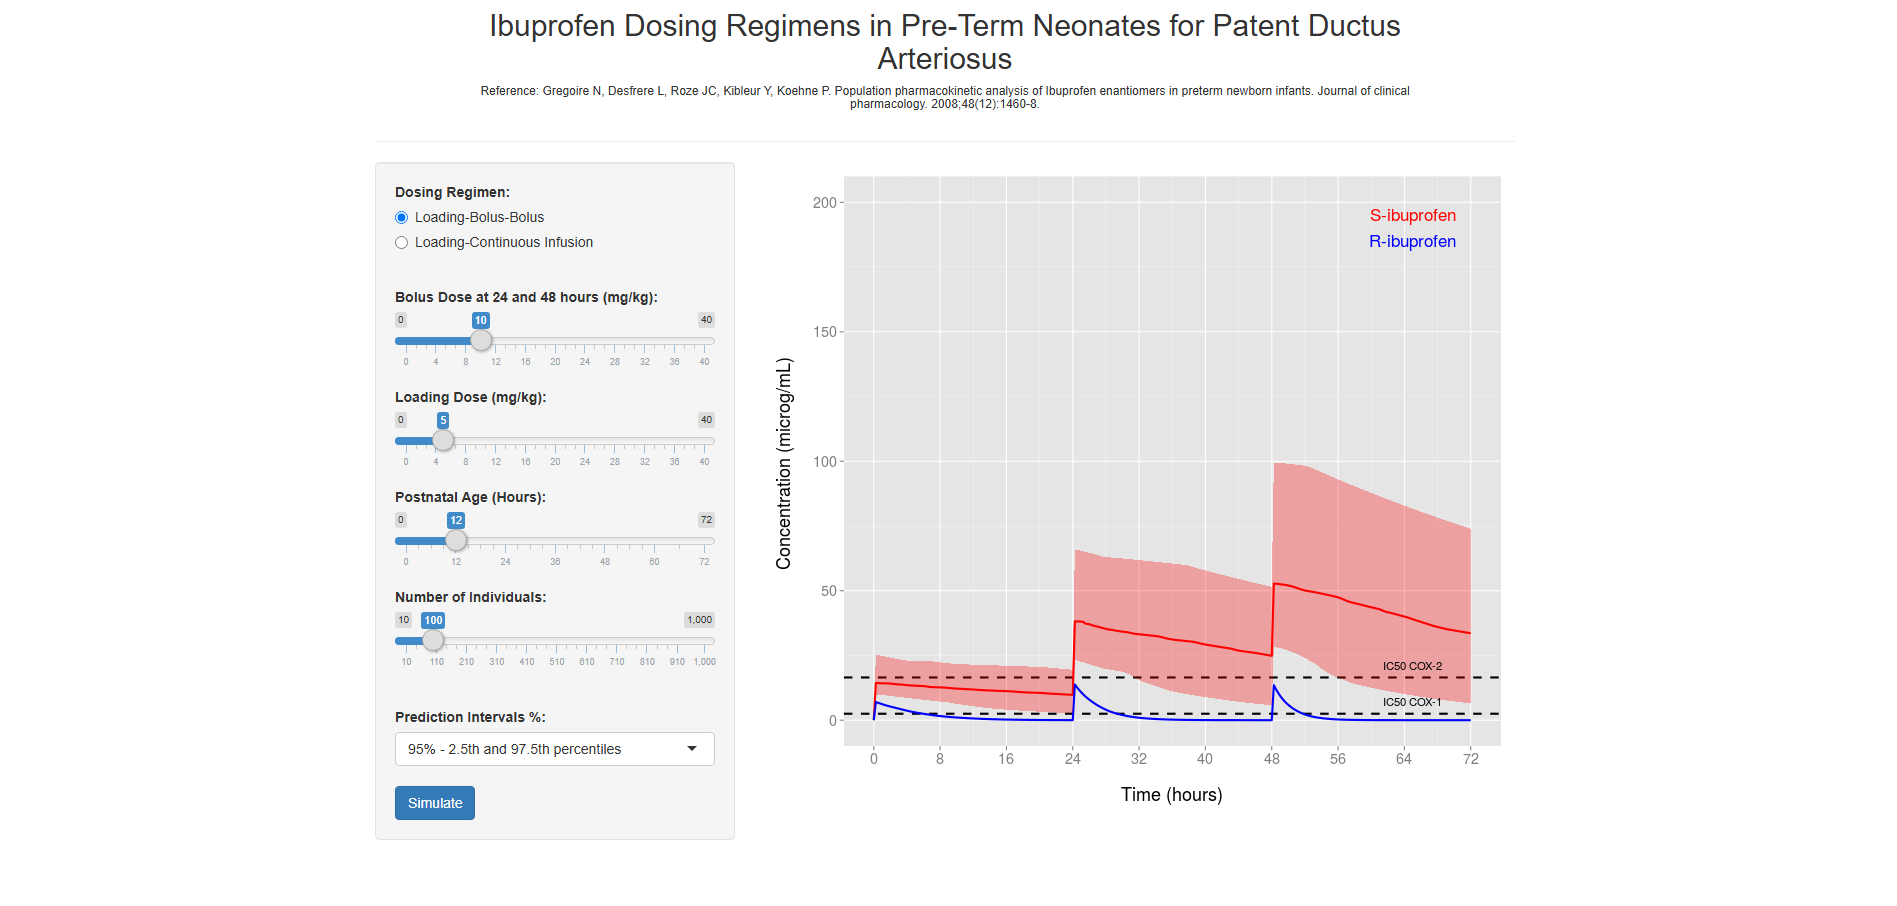 Ibuprofen Dosing Regimens in Pre-Term Neonates for Patent Ductus
Arteriosus
Reference: Gregoire N, Desfrere L, Roze JC, Kibleur Y, Koehne P. Population pharmacokinetic analysis of Ibuprofen enantiomers in preterm newborn infants. Journal of clinical
pharmacology. 2008;48(12):1460-8.
Dosing Regimen:
Loading-Bolus-Bolus
Loading-Continuous Infusion
Bolus Dose at 24 and 48 hours (mg/kg):
0 10 40
0 4 8 12 16 20 24 28 32 36 40
Loading Dose (mg/kg):
0 5 40
0 4 8 12 16 20 24 28 32 36 40
Postnatal Age (Hours):
0 12 72
0 12 24 36 48 60 72
Number of Individuals:
10 100 1,000
10 110 210 310 410 510 610 710 810 910 1,000
Prediction Intervals %:
95% - 2.5th and 97.5th percentiles
Simulate
Concentration (microg/mL)
200
150
100
50
0
S-ibuprofen
R-ibuprofen
IC50 COX-2
IC50 COX-1
0 8 16 24 32 40 48 56 64 72
Time (hours)